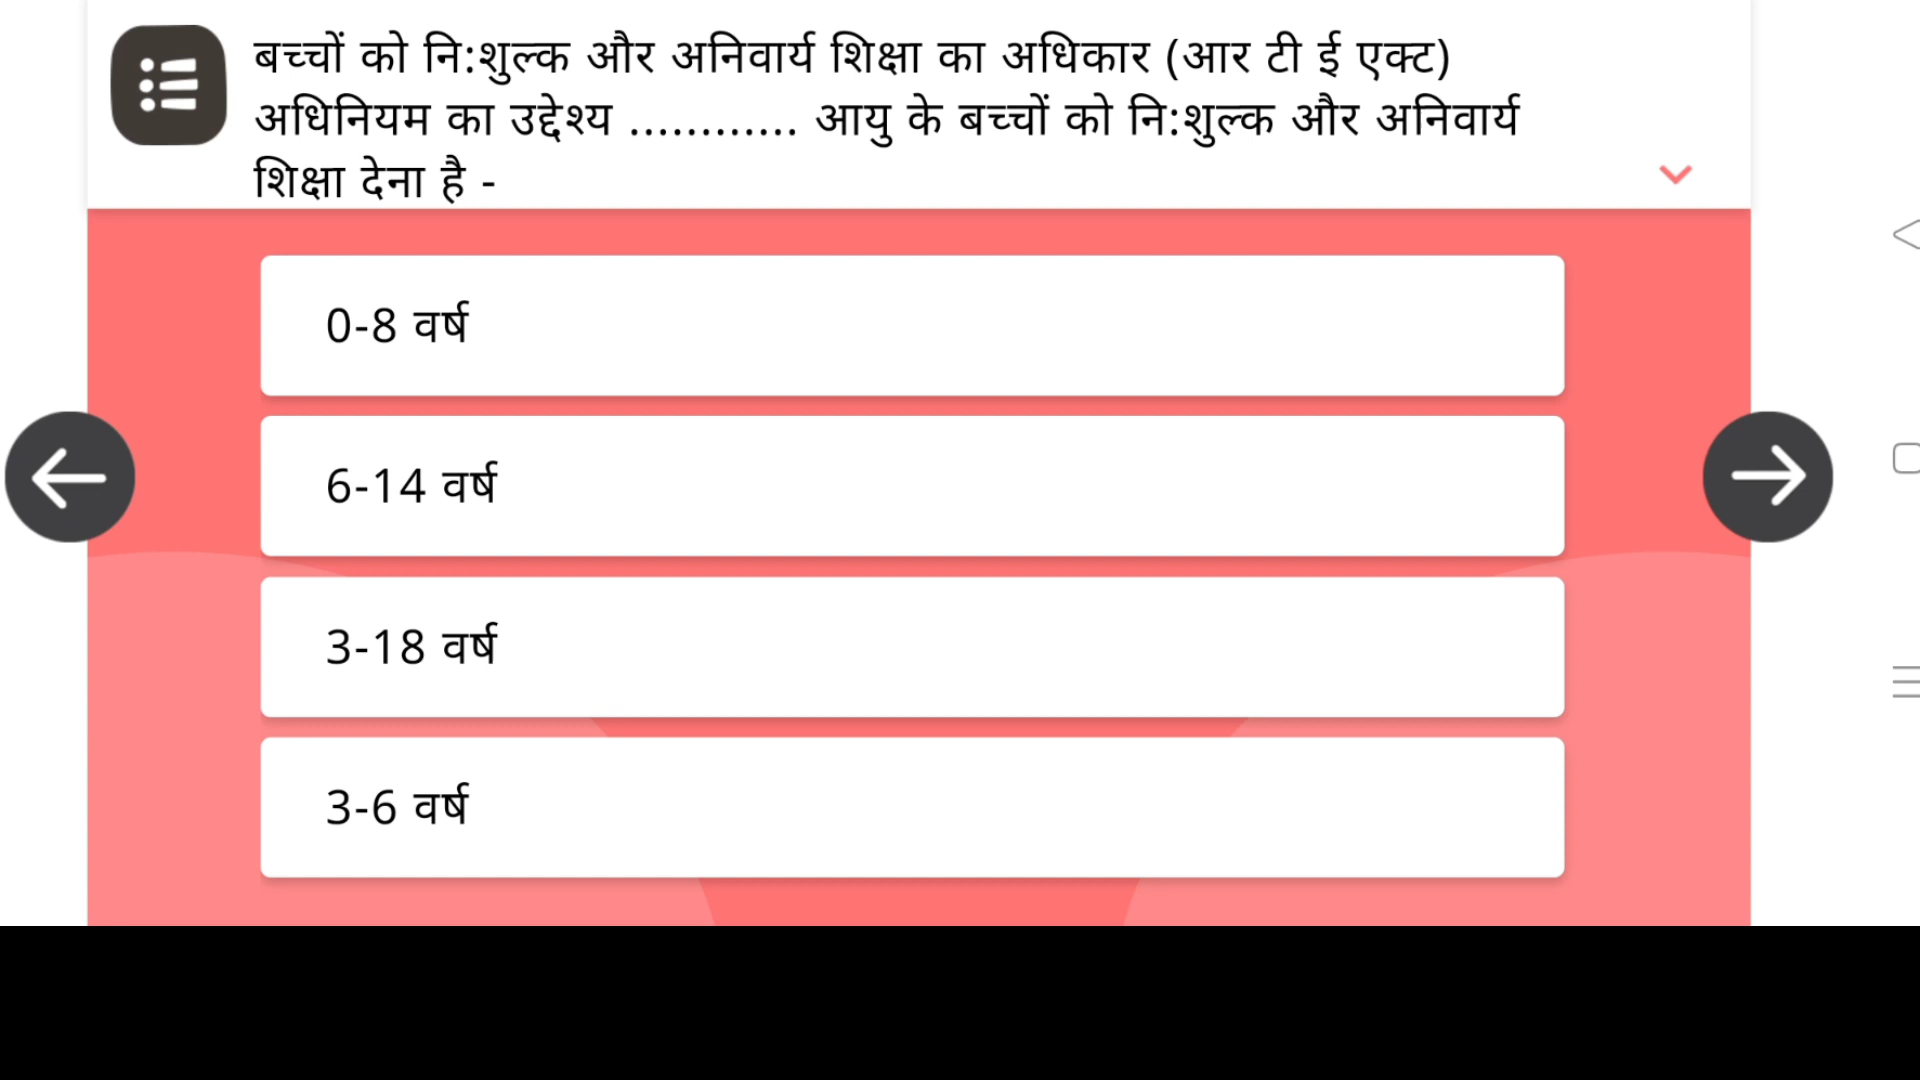 बच्चों को नि:शुल्क और अनिवार्य शिक्षा का अधिकार (आर टी ई एक्ट)
अधिनियम का उद्देश्य ............ आयु के बच्चों को नि:शुल्क और अनिवार्य
शिक्षा देना है -
0-8 वर्ष
6-14 वर्ष
3-18 वर्ष
3-6 वर्ष